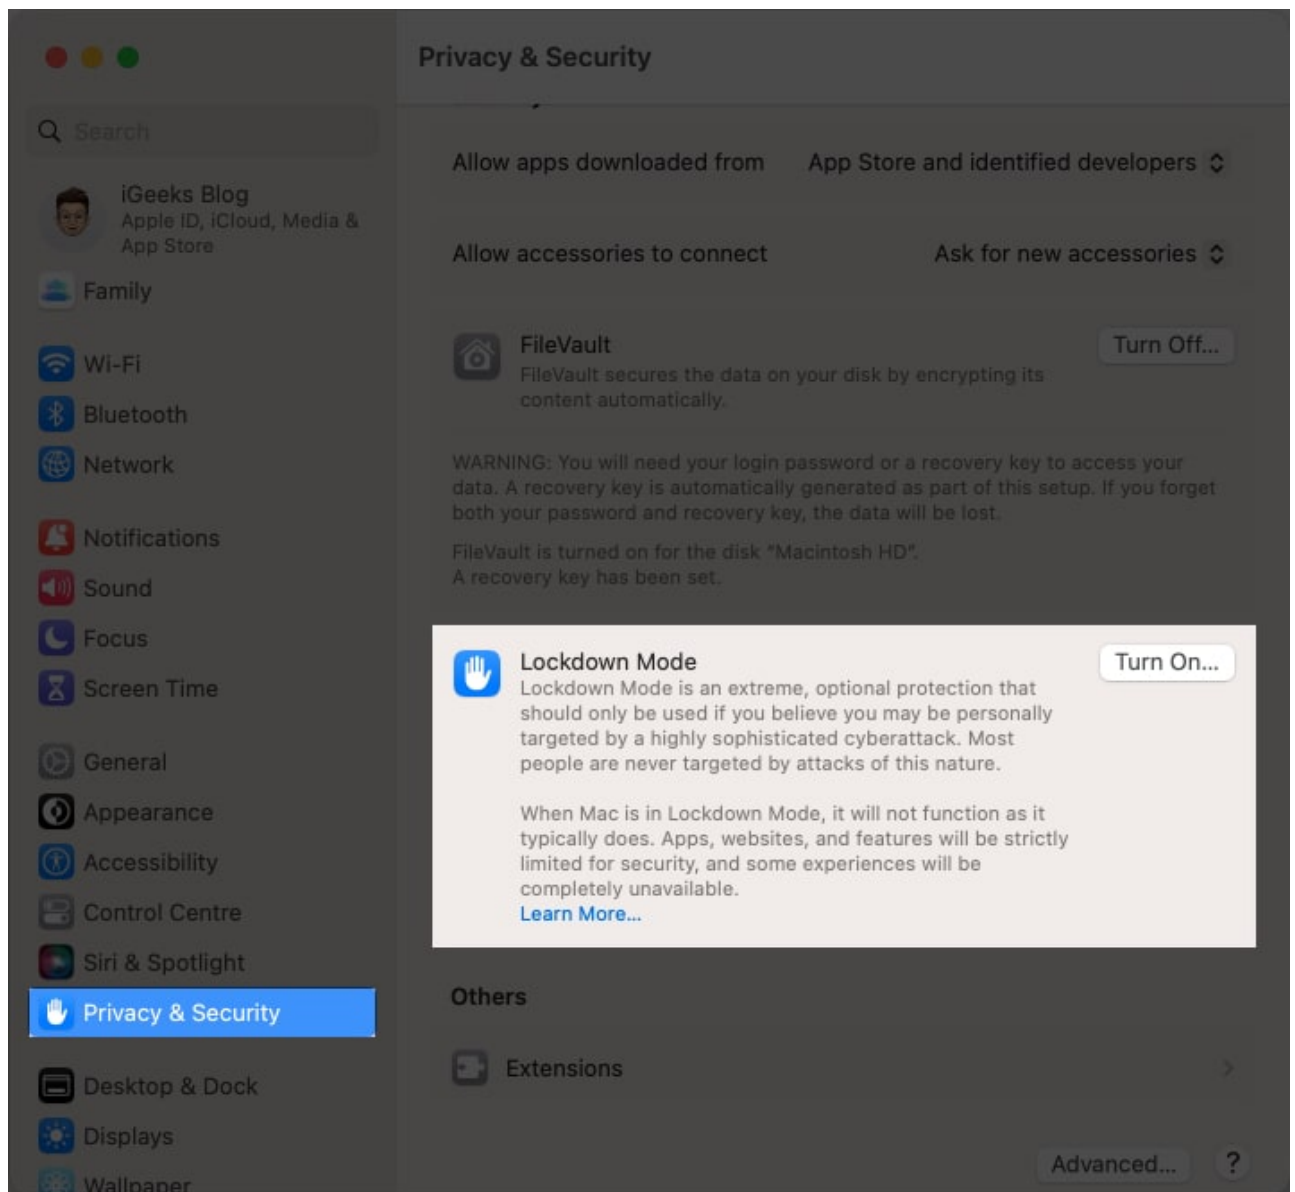 Privacy & Security
Search
iGeeks Blog
Apple ID, iCloud, Media &
App Store
Family
Wi-Fi
Bluetooth
Network
Notifications
Sound
Focus
Screen Time
General
Appearance
Accessibility
Control Centre
Siri & Spotlight
Privacy & Security
Desktop & Dock
Displays
Wallpaper
Allow apps downloaded from App Store and identified developers
Allow accessories to connect Ask for new accessories
FileVault Turn Off...
FileVault secures the data on your disk by encrypting its
content automatically.
WARNING: You will need your login password or a recovery key to access your
data. A recovery key is automatically generated as part of this setup. If you forget
both your password and recovery key, the data will be lost.
FileVault is turned on for the disk “Macintosh HD”.
A recovery key has been set.
Lockdown Mode Turn On...
Lockdown Mode is an extreme, optional protection that
should only be used if you believe you may be personally
targeted by a highly sophisticated cyberattack. Most
people are never targeted by attacks of this nature.
When Mac is in Lockdown Mode, it will not function as it
typically does. Apps, websites, and features will be strictly
limited for security, and some experiences will be
completely unavailable.
Learn More...
Others
Extensions
Advanced... ?